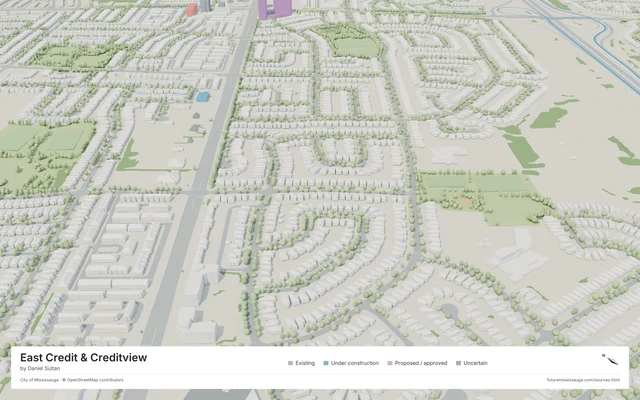 East Credit & Creditview
by Daniel Sultan
Existing
Under construction
Proposed / approved
Uncertain
N
City of Mississauga · © OpenStreetMap contributors
futuremississauga.com/sources.html